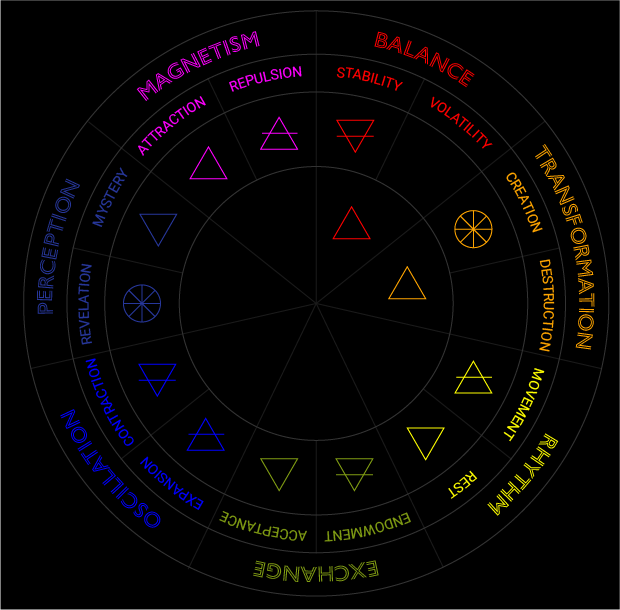 MAGNETISM
BALANCE
REPULSION
STABILITY
ATTRACTION
VOLATILITY
TRANSFORMATION
CREATION
DESTRUCTION
MYSTERY
PERCEPTION
REVELATION
MOVEMENT
RHYTHM
REST
CONTRACTION
OSCILLATION
EXPANSION
ACCEPTANCE
ENDOWMENT
EXCHANGE